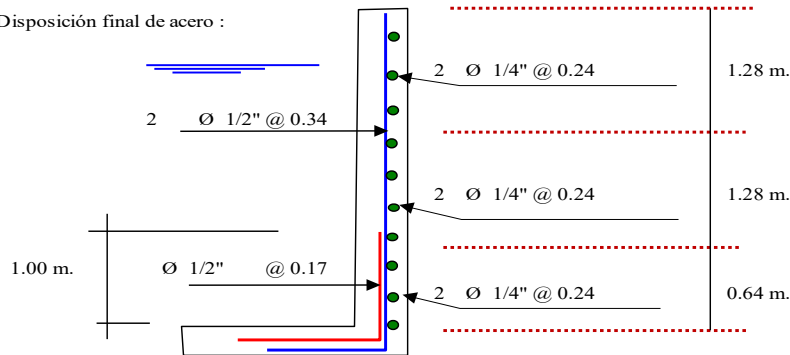 Disposición final de acero :
2 Ø 1/4" @ 0.24 1.28 m.
2 Ø 1/2" @ 0.34
2 Ø 1/4" @ 0.24 1.28 m.
1.00 m. Ø 1/2" @ 0.17
2 Ø 1/4" @ 0.24 0.64 m.